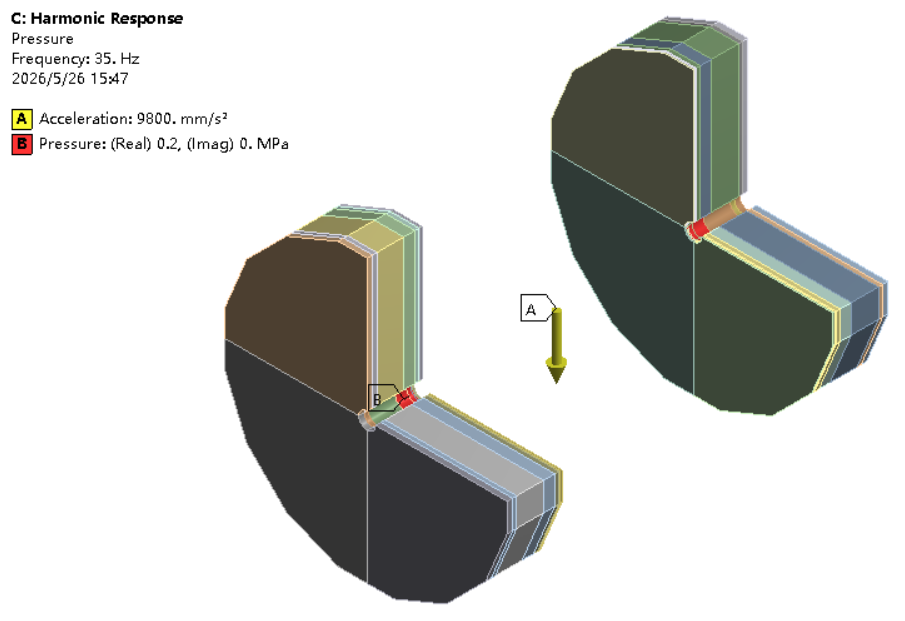 C: Harmonic Response
Pressure
Frequency: 35. Hz
2026/5/26 15:47
A Acceleration: 9800. mm/s²
B Pressure: (Real) 0.2, (Imag) 0. MPa
A
B